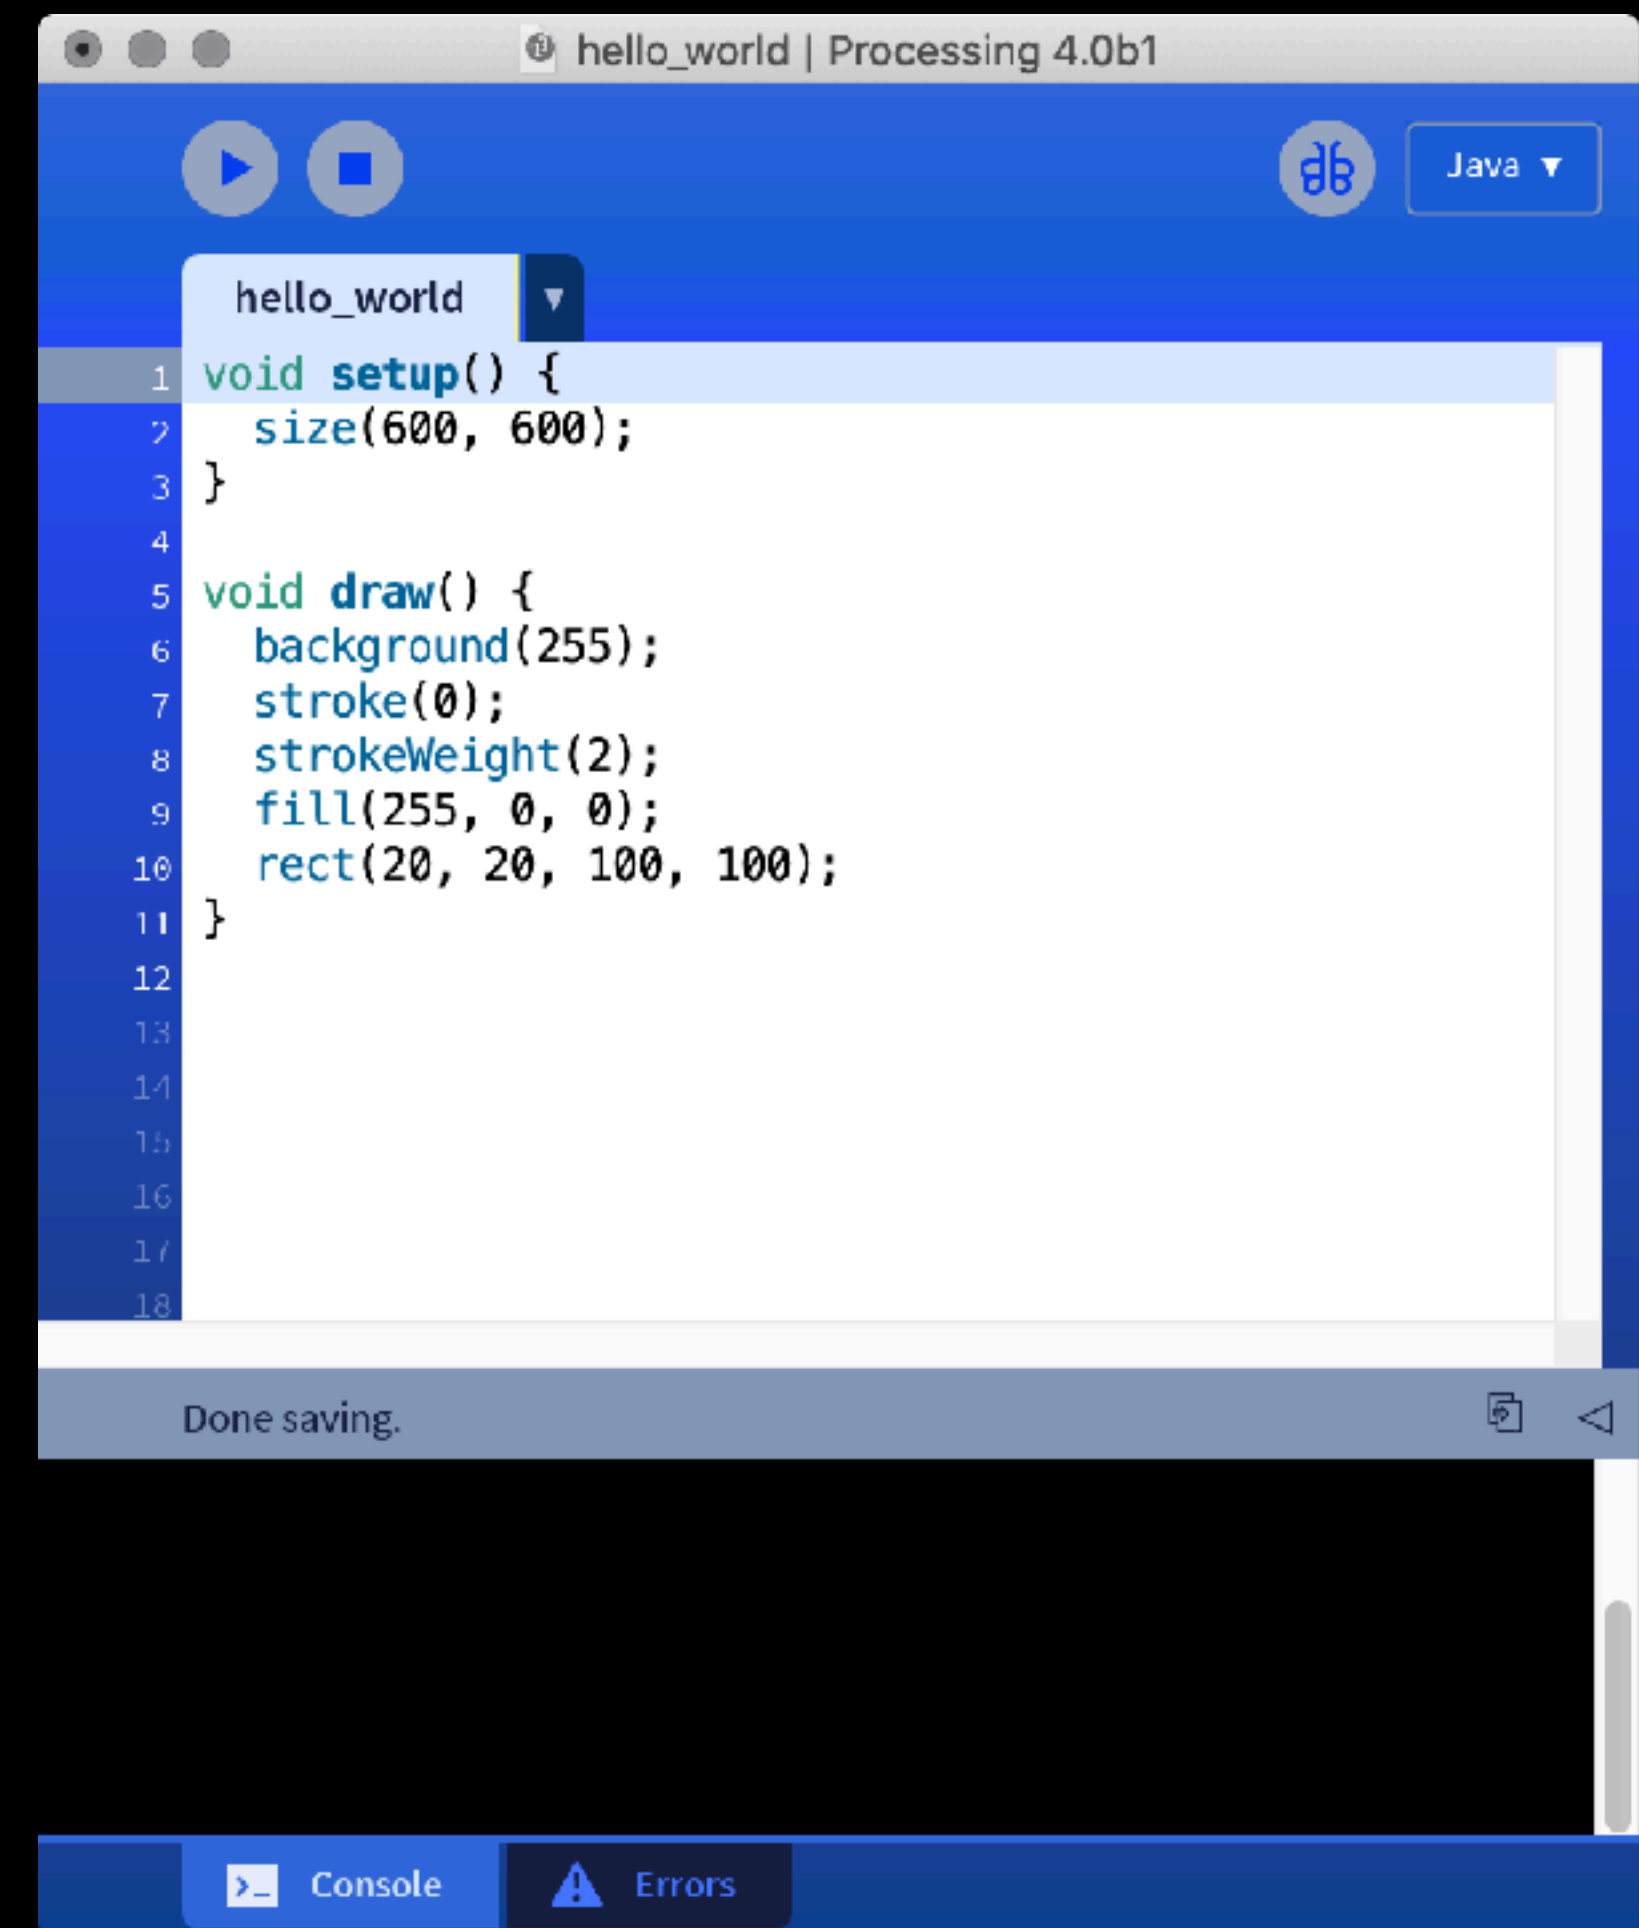 hello_world | Processing 4.0b1
Java ▼
hello_world ▼
1 void setup() {
2   size(600, 600);
3 }
4
5 void draw() {
6   background(255);
7   stroke(0);
8   strokeWeight(2);
9   fill(255, 0, 0);
10   rect(20, 20, 100, 100);
11 }
12
13
14
15
16
17
18
Done saving.
Console
Errors